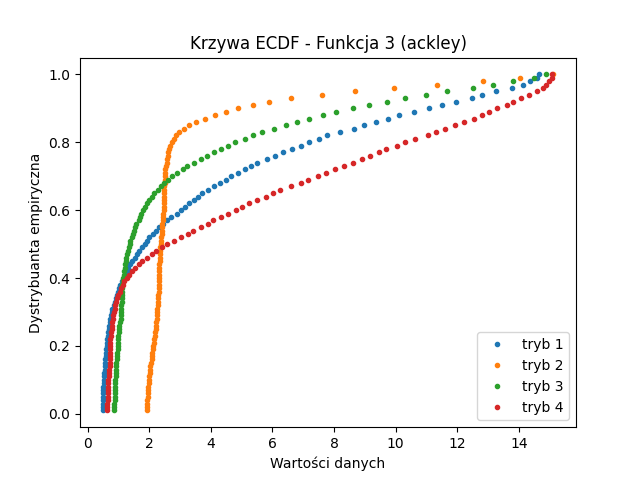 Krzywa ECDF - Funkcja 3 (ackley)
1.0
0.8
0.6
0.4
0.2
0.0
Dystrybuanta empiryczna
tryb 1
tryb 2
tryb 3
tryb 4
0 2 4 6 8 10 12 14
Wartości danych